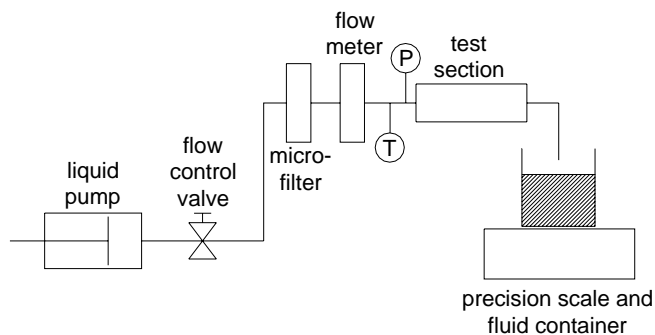 flow
meter
P
test
section
T
micro-
filter
flow
control
valve
liquid
pump
precision scale and
fluid container